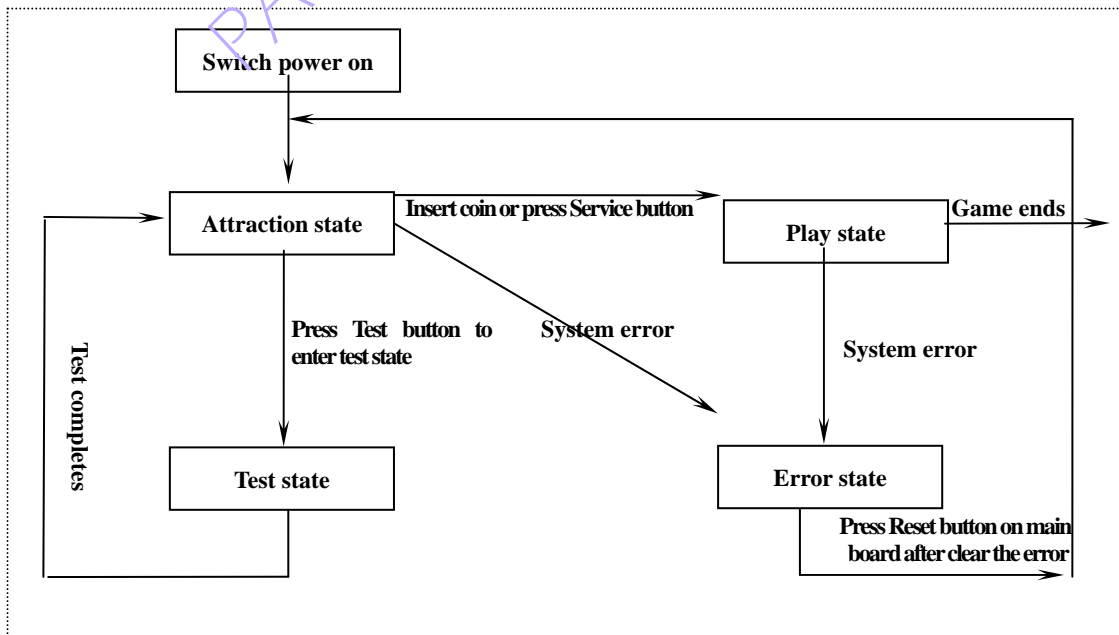 Switch power on
Attraction state
Insert coin or press Service button
Play state
Game ends
Press Test button to
enter test state
System error
System error
Test completes
Test state
Error state
Press Reset button on main
board after clear the error
PA